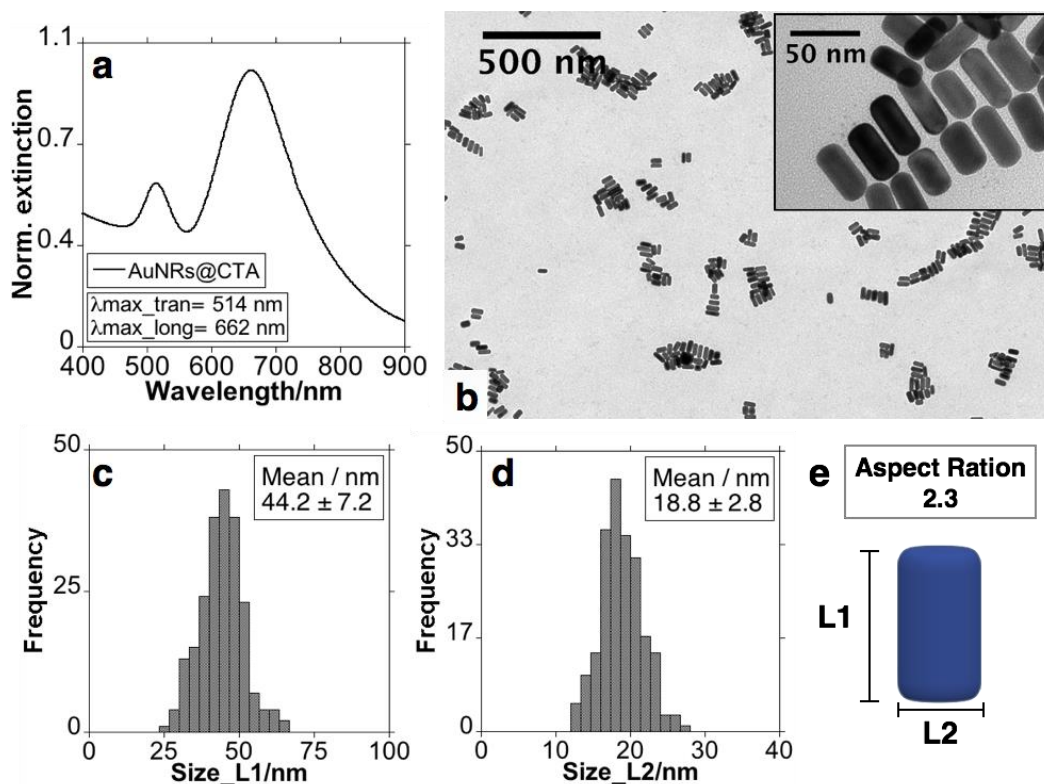 a
1.1
0.7
0.4
0
Norm. extinction
AuNRs@CTA
λmax_tran= 514 nm
λmax_long= 662 nm
400 500 600 700 800 900
Wavelength/nm
b
500 nm
50 nm
c
50
25
0
Frequency
Mean / nm
44.2 ± 7.2
0 25 50 75 100
Size_L1/nm
d
50
33
17
0
Frequency
Mean / nm
18.8 ± 2.8
0 10 20 30 40
Size_L2/nm
e
Aspect Ration
2.3
L1
L2